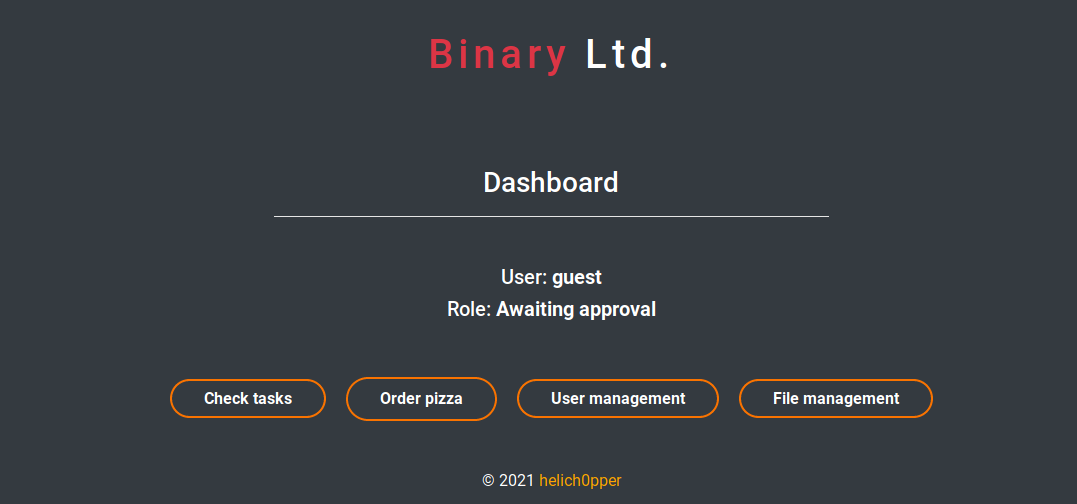 Binary Ltd.
Dashboard
User: guest
Role: Awaiting approval
Check tasks Order pizza User management File management
© 2021 helich0pper